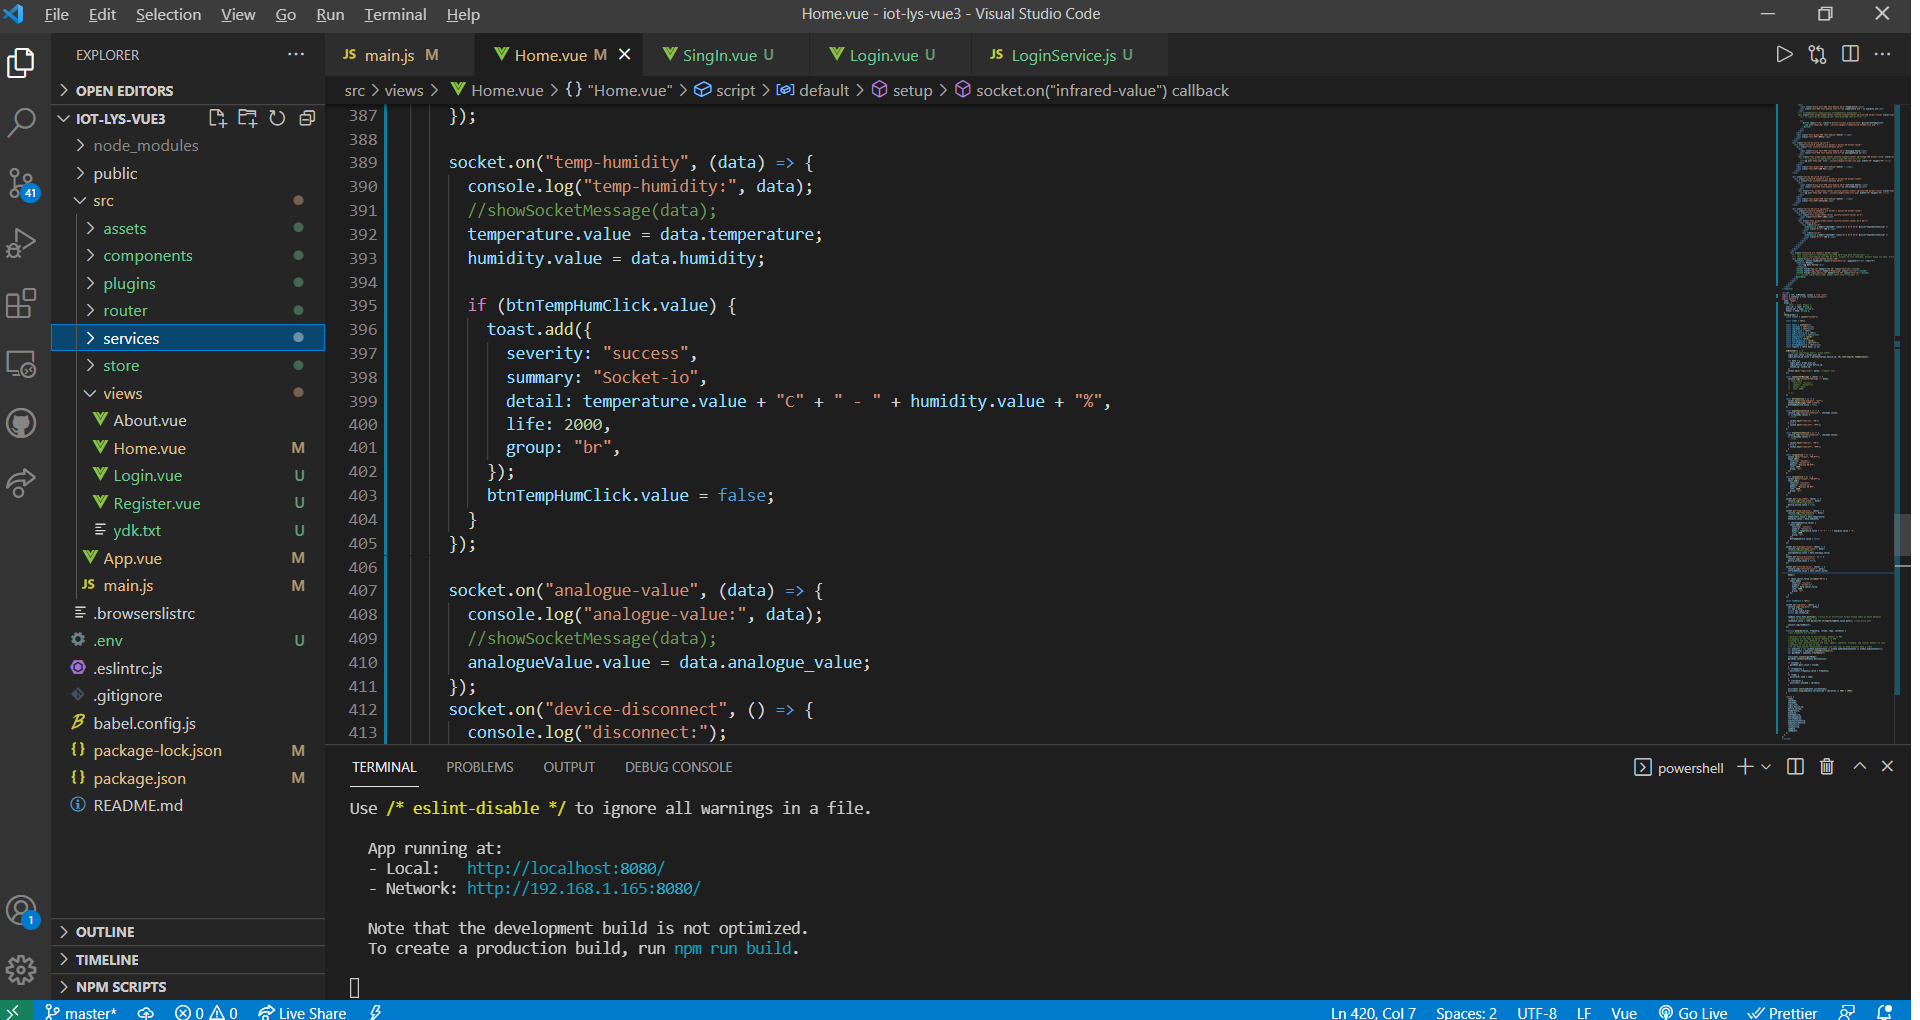 File Edit Selection View Go Run Terminal Help Home.vue - iot-lys-vue3 - Visual Studio Code
EXPLORER
JS main.js M Home.vue M SingIn.vue U Login.vue U JS LoginService.js U
OPEN EDITORS
src > views > Home.vue > {} "Home.vue" > script > default > setup > socket.on("infrared-value") callback
IOT-LYS-VUE3
node_modules
public
src
assets
components
plugins
router
services
store
views
About.vue
Home.vue M
Login.vue U
Register.vue U
ydk.txt U
App.vue M
JS main.js M
.browserslistrc
.env U
.eslintrc.js
.gitignore
babel.config.js
{} package-lock.json M
{} package.json M
README.md
OUTLINE
TIMELINE
NPM SCRIPTS
41
1
387 });
388
389 socket.on("temp-humidity", (data) => {
390 console.log("temp-humidity:", data);
391 //showSocketMessage(data);
392 temperature.value = data.temperature;
393 humidity.value = data.humidity;
394
395 if (btnTempHumClick.value) {
396 toast.add({
397 severity: "success",
398 summary: "Socket-io",
399 detail: temperature.value + "C" + " - " + humidity.value + "%",
400 life: 2000,
401 group: "br",
402 });
403 btnTempHumClick.value = false;
404 }
405 });
406
407 socket.on("analogue-value", (data) => {
408 console.log("analogue-value:", data);
409 //showSocketMessage(data);
410 analogueValue.value = data.analogue_value;
411 });
412 socket.on("device-disconnect", () => {
413 console.log("disconnect:");
TERMINAL PROBLEMS OUTPUT DEBUG CONSOLE powershell
Use /* eslint-disable */ to ignore all warnings in a file.
App running at:
- Local: http://localhost:8080/
- Network: http://192.168.1.165:8080/
Note that the development build is not optimized.
To create a production build, run npm run build.
master* 0 0 Live Share Ln 420, Col 7 Spaces: 2 UTF-8 LF Vue Go Live Prettier